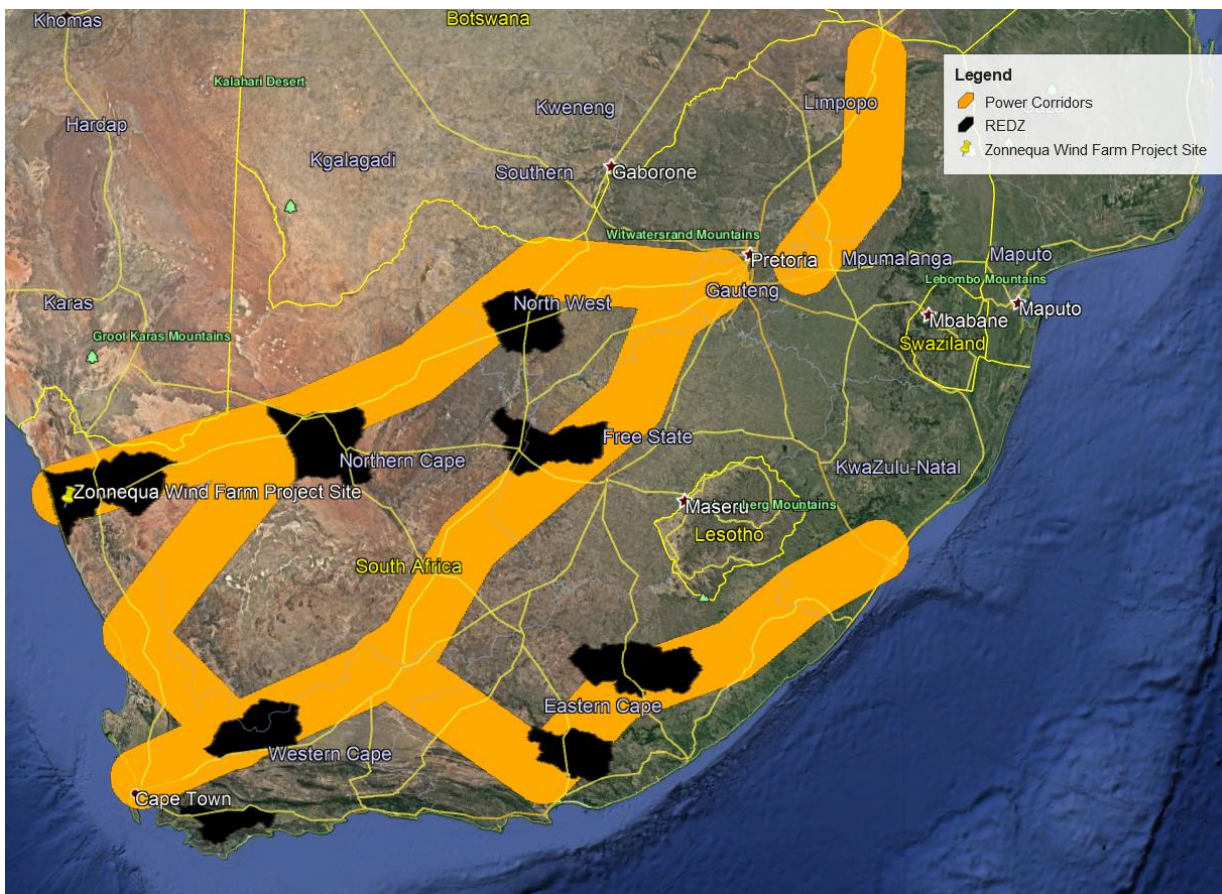 Khomas
Botswana
Legend
Power Corridors
REDZ
Zonnequa Wind Farm Project Site
Kalahari Desert
Kweneng
Limpopo
Hardap
Kgalagadi
Southern
Gaborone
Witwatersrand Mountains
Pretoria
Mpumalanga
Maputo
Lebombo Mountains
Karas
North West
Gauteng
Maputo
Mbabane
Groot Karas Mountains
Swaziland
Free State
Northern Cape
KwaZulu-Natal
Zonnequa Wind Farm Project Site
Maseru
berg Mountains
Lesotho
South Africa
Eastern Cape
Western Cape
Cape Town